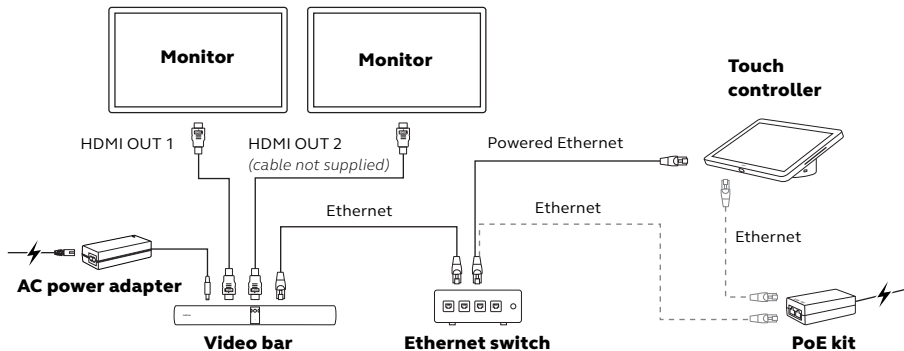 Monitor
Monitor
Touch
controller
HDMI OUT 1
HDMI OUT 2
(cable not supplied)
Powered Ethernet
Ethernet
Ethernet
Ethernet
AC power adapter
Video bar
Ethernet switch
PoE kit